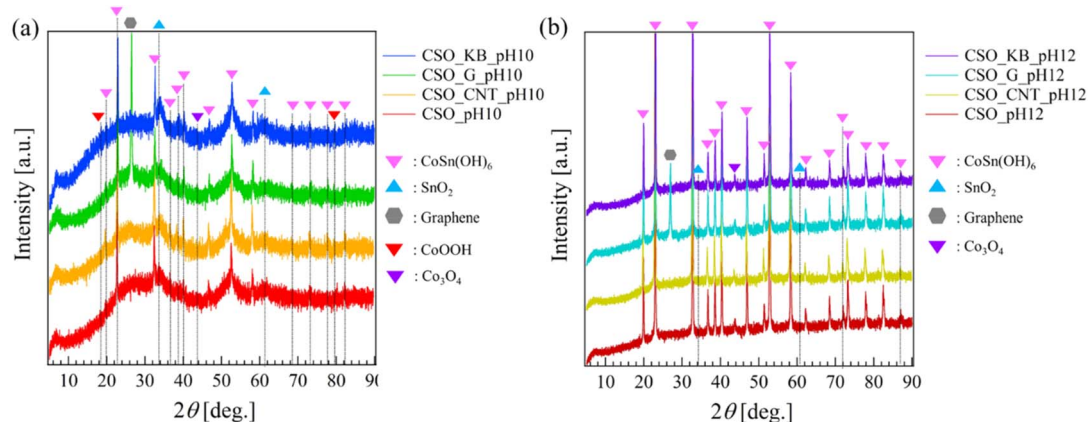 (a)
CSO_KB_pH10
CSO_G_pH10
CSO_CNT_pH10
CSO_pH10
: CoSn(OH)6
: SnO2
: Graphene
: CoOOH
: Co3O4
Intensity [a.u.]
10 20 30 40 50 60 70 80 90
2θ [deg.]
(b)
CSO_KB_pH12
CSO_G_pH12
CSO_CNT_pH12
CSO_pH12
: CoSn(OH)6
: SnO2
: Graphene
: Co3O4
Intensity [a.u.]
10 20 30 40 50 60 70 80 90
2θ [deg.]